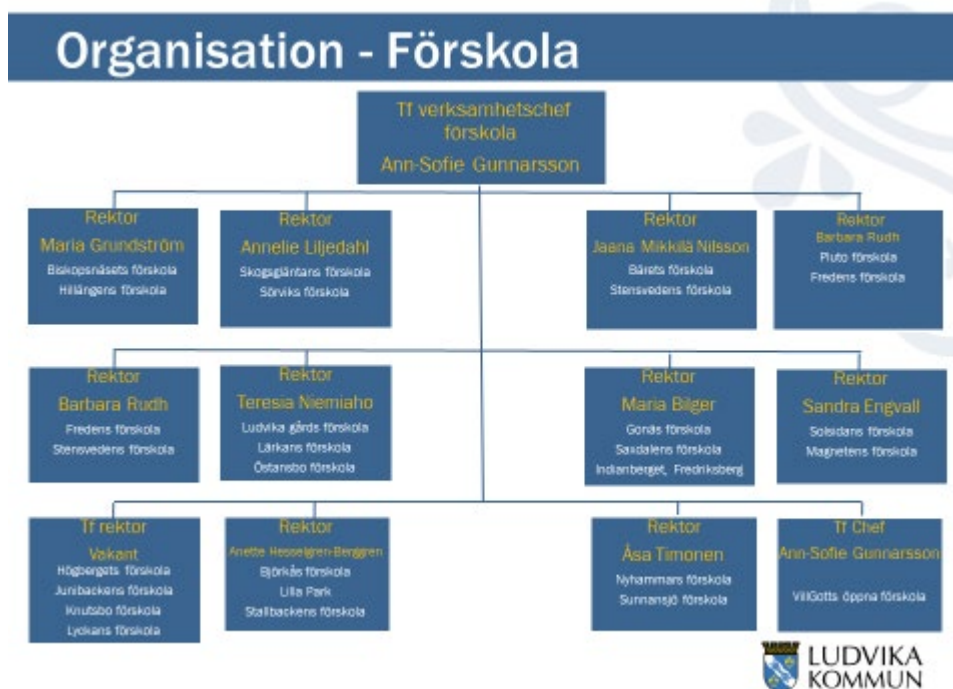 Organisation - Förskola
Tf verksamhetschef
förskola
Ann-Sofie Gunnarsson
Rektor
Maria Grundström
Biskopsnäsets förskola
Hillängens förskola
Rektor
Annelie Liljedahl
Skogsgläntans förskola
Sörviks förskola
Rektor
Jaana Mikkilä Nilsson
Bårets förskola
Stensvedens förskola
Rektor
Barbara Rudh
Pluto förskola
Fredens förskola
Rektor
Barbara Rudh
Fredens förskola
Stensvedens förskola
Rektor
Teresia Niemiaho
Ludvika gårds förskola
Lärkans förskola
Östansbo förskola
Rektor
Maria Bilger
Gonäs förskola
Saxdalens förskola
Indianberget, Fredriksberg
Rektor
Sandra Engvall
Solsidans förskola
Magnetens förskola
Tf rektor
Vakant
Högbergets förskola
Junibackens förskola
Knutsbo förskola
Lyckans förskola
Rektor
Anette Hesselgren-Berggren
Björkås förskola
Lilla Park
Stallbackens förskola
Rektor
Åsa Timonen
Nyhammars förskola
Sunnansjö förskola
Tf Chef
Ann-Sofie Gunnarsson
VillGotts öppna förskola
LUDVIKA
KOMMUN